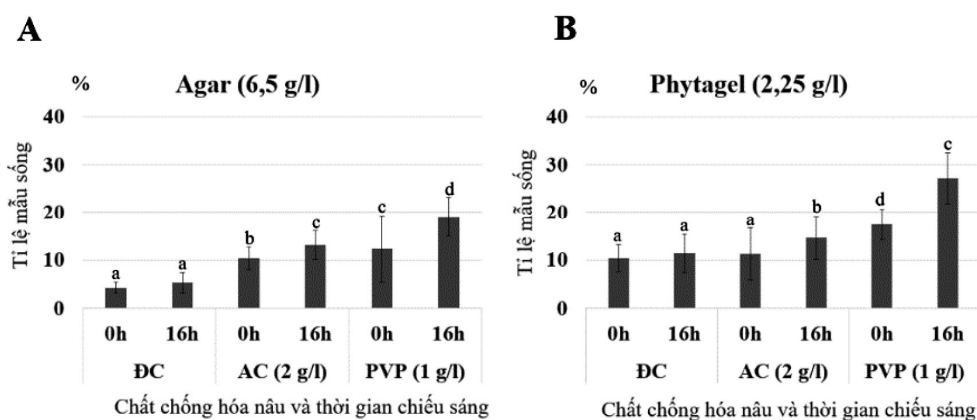 A
% Agar (6,5 g/l)
40
30
20
10
0
Tỉ lệ mẫu sống
a a b c c d
0h 16h 0h 16h 0h 16h
ĐC AC (2 g/l) PVP (1 g/l)
Chất chống hóa nâu và thời gian chiếu sáng
B
% Phytagel (2,25 g/l)
40
30
20
10
0
Tỉ lệ mẫu sống
a a a b d c
0h 16h 0h 16h 0h 16h
ĐC AC (2 g/l) PVP (1 g/l)
Chất chống hóa nâu và thời gian chiếu sáng